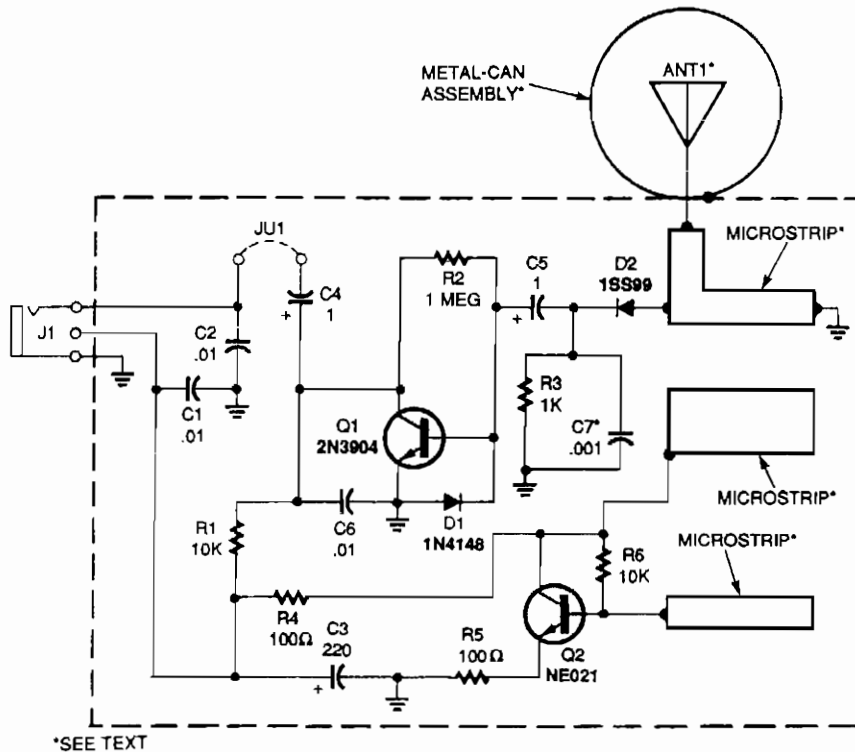 METAL-CAN
ASSEMBLY*
ANT1*
JU1
MICROSTRIP*
R2
1 MEG
C5
1
D2
1SS99
C4
+
1
+
J1
C2
.01
C1
.01
Q1
2N3904
R3
1K
C7*
.001
MICROSTRIP*
R1
10K
C6
.01
D1
1N4148
MICROSTRIP*
R6
10K
R4
100Ω
C3
220
+
R5
100Ω
Q2
NE021
*SEE TEXT